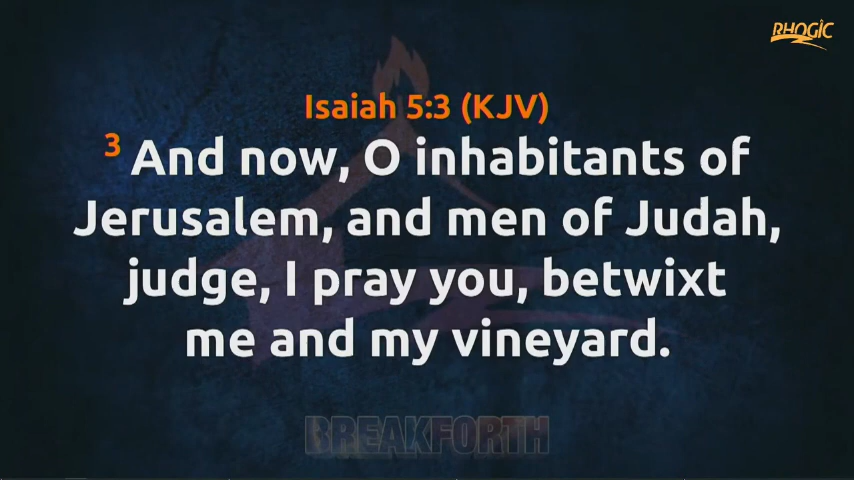 RHOGIC
Isaiah 5:3 (KJV)
3 And now, O inhabitants of
Jerusalem, and men of Judah,
judge, I pray you, betwixt
me and my vineyard.
BREAKFORTH